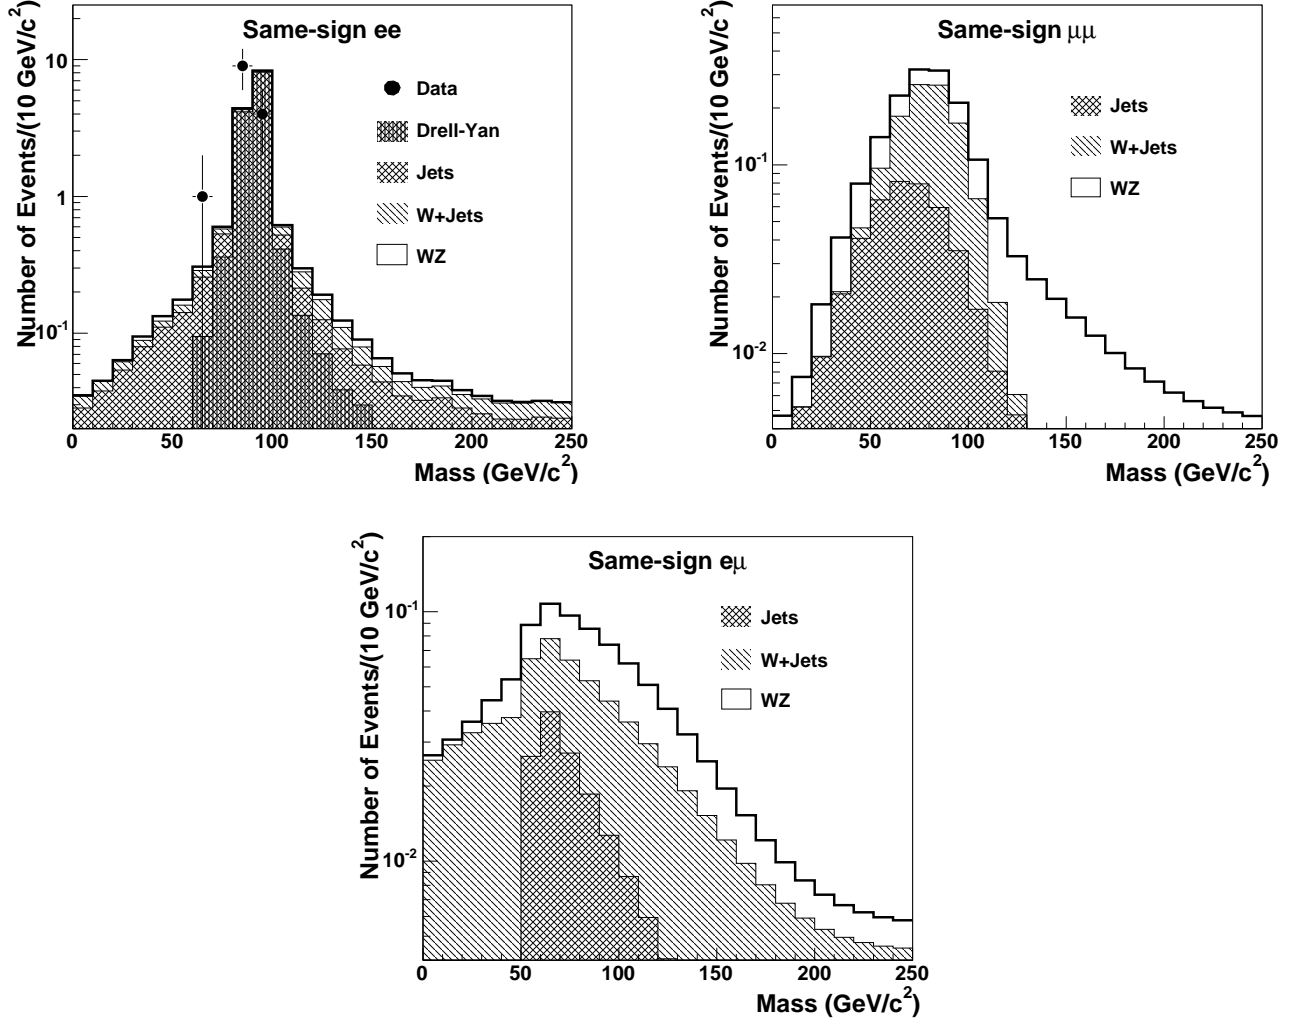 Same-sign ee
Number of Events/(10 GeV/c²)
10
1
10⁻¹
Data
Drell-Yan
Jets
W+Jets
WZ
0 50 100 150 200 250
Mass (GeV/c²)
Same-sign μμ
Number of Events/(10 GeV/c²)
10⁻¹
10⁻²
Jets
W+Jets
WZ
0 50 100 150 200 250
Mass (GeV/c²)
Same-sign eμ
Number of Events/(10 GeV/c²)
10⁻¹
10⁻²
Jets
W+Jets
WZ
0 50 100 150 200 250
Mass (GeV/c²)